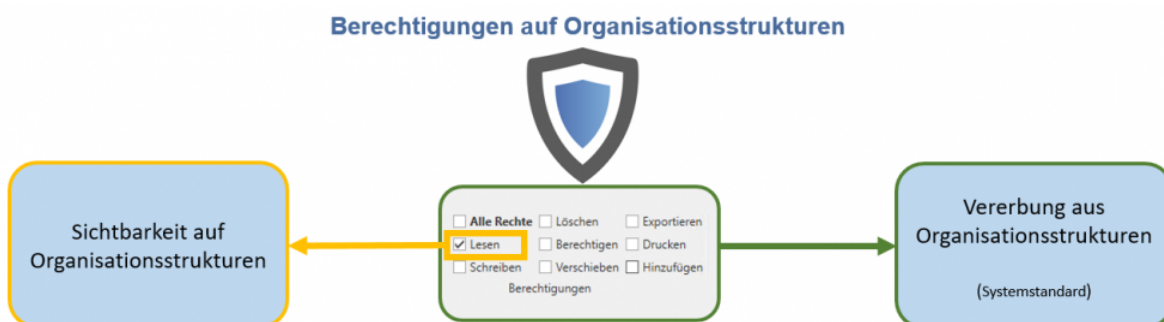 Berechtigungen auf Organisationsstrukturen
Sichtbarkeit auf
Organisationsstrukturen
Alle Rechte Löschen Exportieren
Lesen Berechtigen Drucken
Schreiben Verschieben Hinzufügen
Berechtigungen
Vererbung aus
Organisationsstrukturen
(Systemstandard)